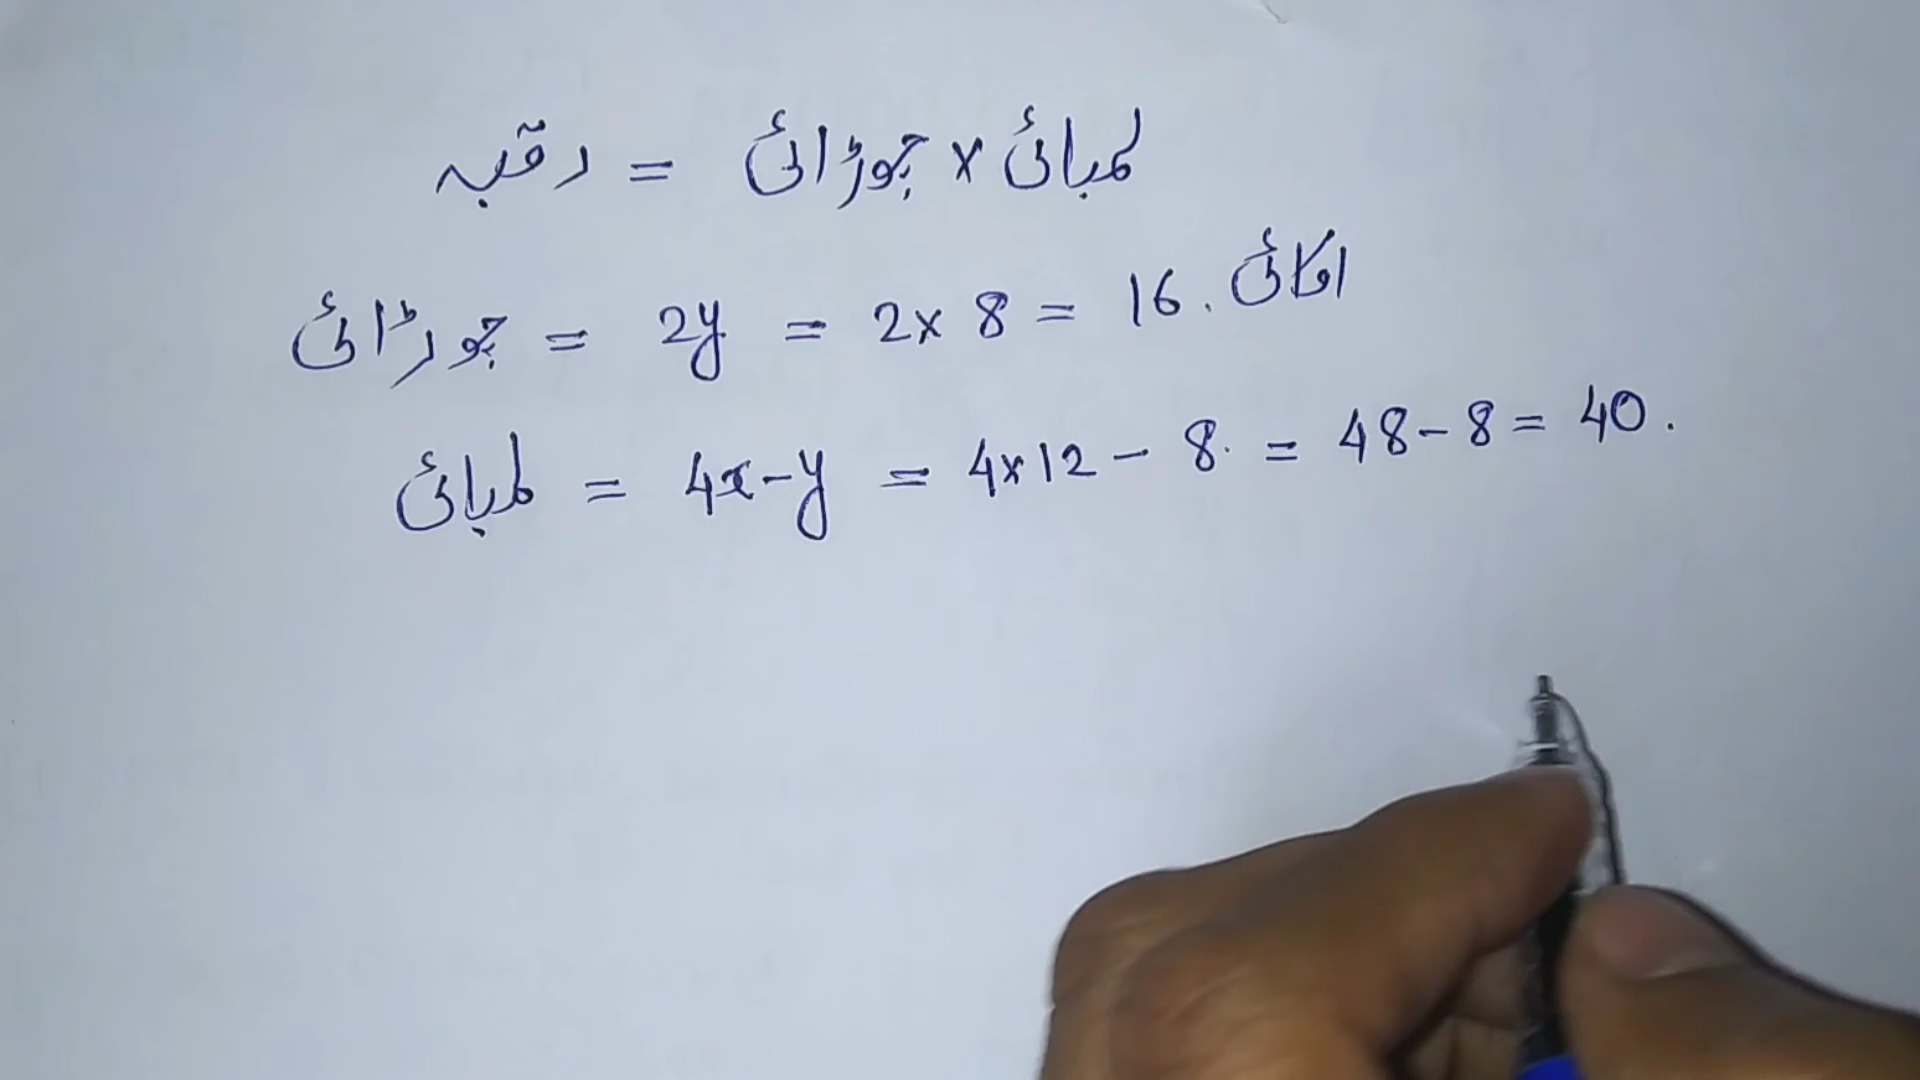 رقبہ = چوڑائی x لمبائی
چوڑائی = 2y = 2x 8 = 16. اکائی
لمبائی = 4x-y = 4x12 - 8. = 48-8 = 40.